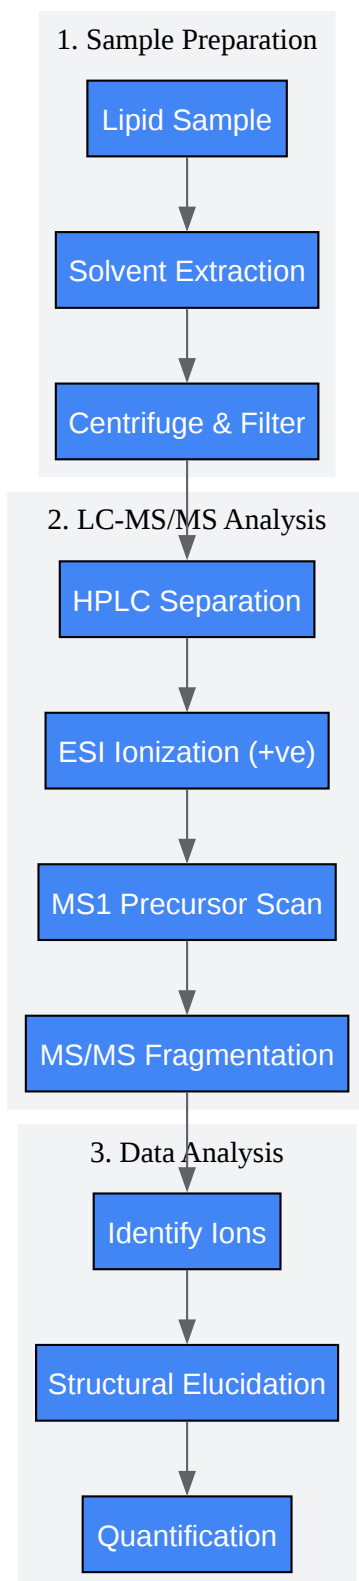 1. Sample Preparation
Lipid Sample
Solvent Extraction
Centrifuge & Filter
2. LC-MS/MS Analysis
HPLC Separation
ESI Ionization (+ve)
MS1 Precursor Scan
MS/MS Fragmentation
3. Data Analysis
Identify Ions
Structural Elucidation
Quantification